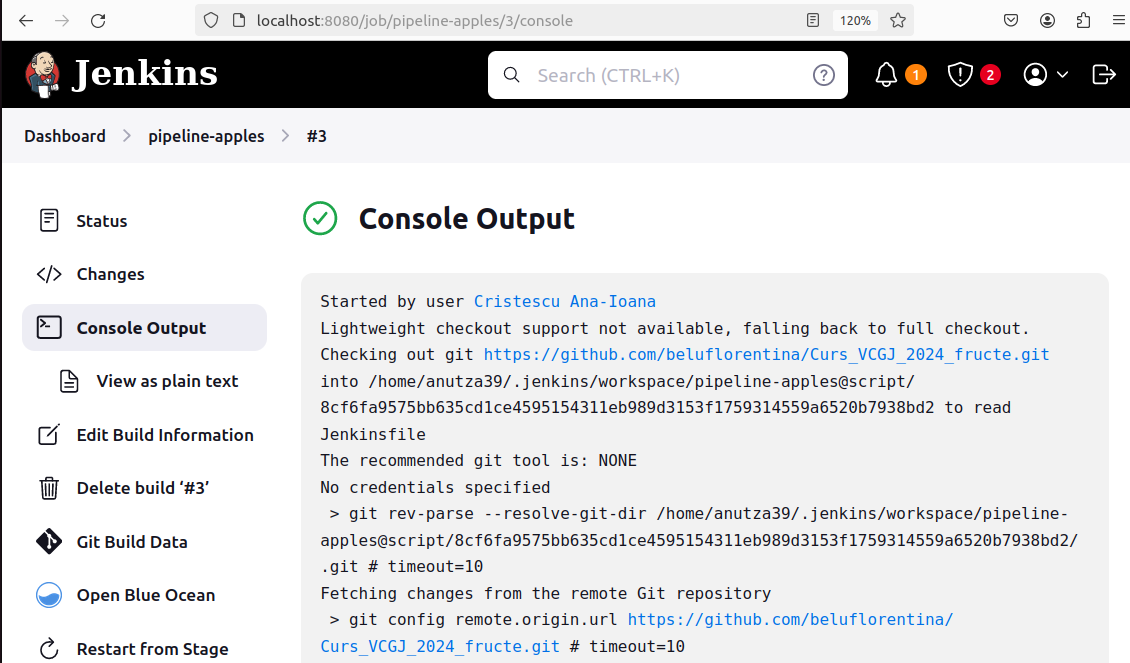 localhost:8080/job/pipeline-apples/3/console
120%
Jenkins
Search (CTRL+K)
?
1
2
Dashboard
pipeline-apples
#3
Status
Changes
Console Output
View as plain text
Edit Build Information
Delete build ‘#3’
Git Build Data
Open Blue Ocean
Restart from Stage
Console Output
Started by user Cristescu Ana-Ioana
Lightweight checkout support not available, falling back to full checkout.
Checking out git https://github.com/beluflorentina/Curs_VCGJ_2024_fructe.git
into /home/anutza39/.jenkins/workspace/pipeline-apples@script/
8cf6fa9575bb635cd1ce4595154311eb989d3153f1759314559a6520b7938bd2 to read
Jenkinsfile
The recommended git tool is: NONE
No credentials specified
> git rev-parse --resolve-git-dir /home/anutza39/.jenkins/workspace/pipeline-
apples@script/8cf6fa9575bb635cd1ce4595154311eb989d3153f1759314559a6520b7938bd2/
.git # timeout=10
Fetching changes from the remote Git repository
> git config remote.origin.url https://github.com/beluflorentina/
Curs_VCGJ_2024_fructe.git # timeout=10